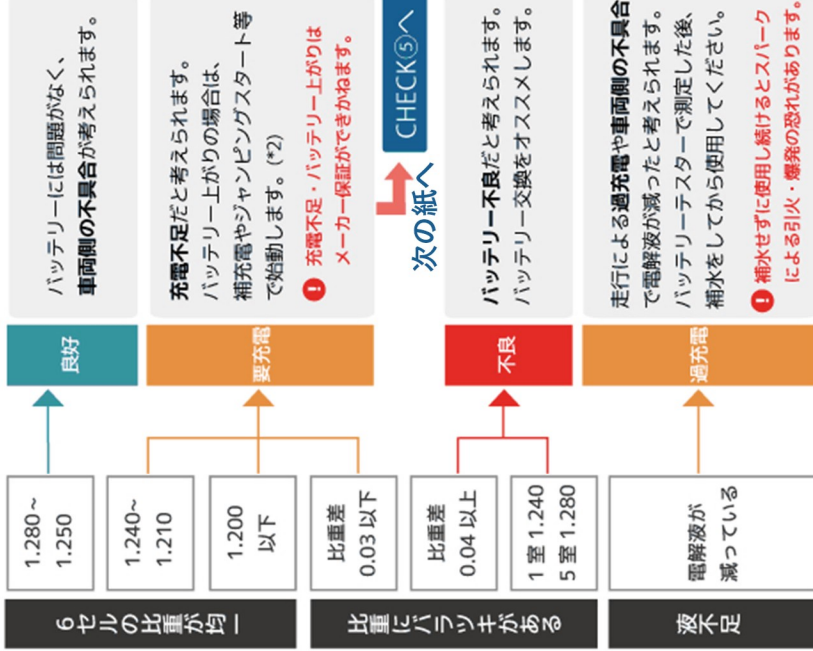 6セルの比重が均一
1.280～
1.250
良好
バッテリーには問題がなく、
車両側の不具合が考えられます。
1.240～
1.210
1.200
以下
要充電
充電不足だと考えられます。
バッテリー上がりの場合は、
補充電やジャンピングスタート等
で始動します。(*2)
! 充電不足・バッテリー上がりは
メーカー保証ができかねます。
比重にバラツキがある
比重差
0.03 以下
次の紙へ
CHECK⑤へ
比重差
0.04 以上
1 室 1.240
5 室 1.280
不良
バッテリー不良だと考えられます。
バッテリー交換をオススメします。
液不足
電解液が
減っている
過充電
走行による過充電や車両側の不具合
で電解液が減ったと考えられます。
バッテリーテスターで測定した後、
補水をしてから使用してください。
! 補水せずに使用し続けるとスパーク
による引火・爆発の恐れがあります。